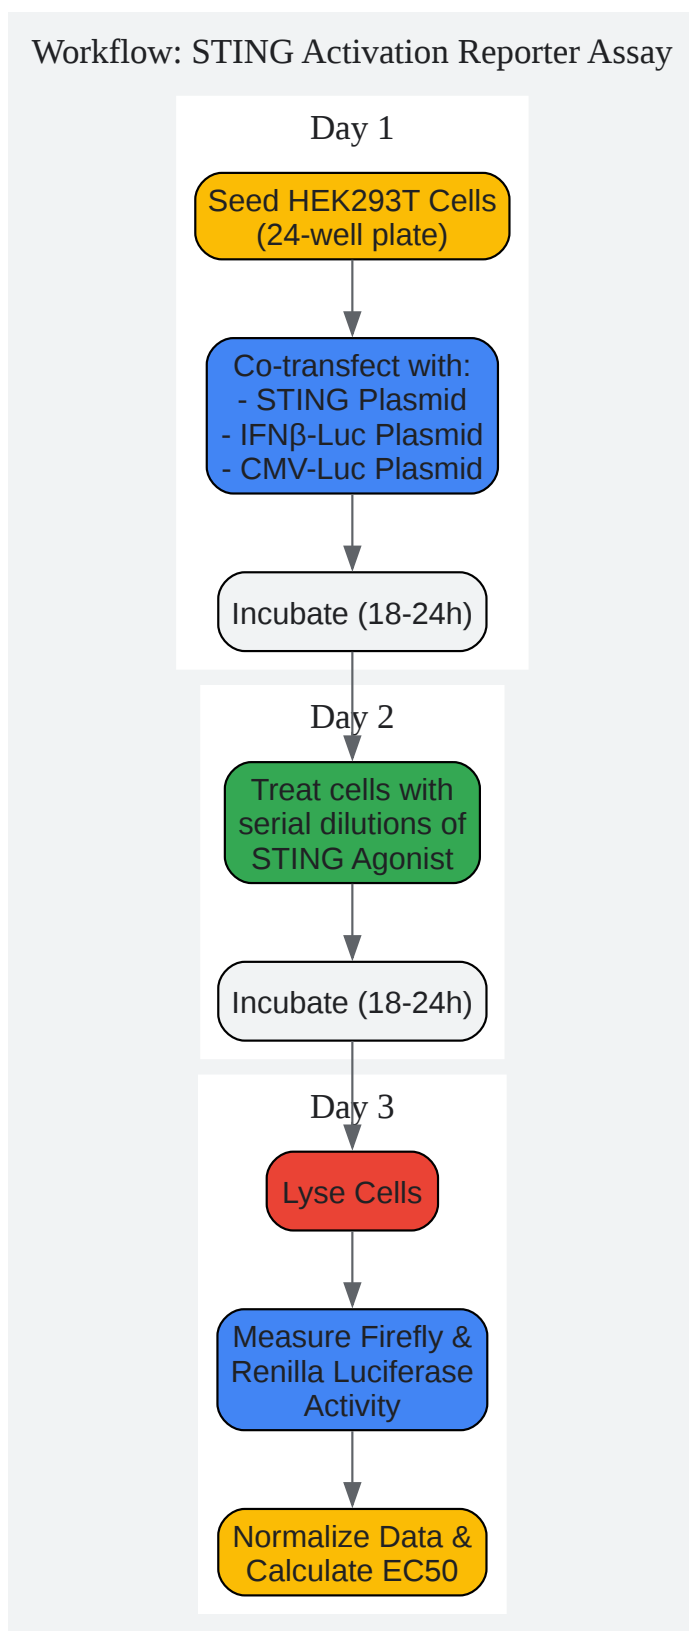 Workflow: STING Activation Reporter Assay
Day 1
Seed HEK293T Cells
(24-well plate)
Co-transfect with:
- STING Plasmid
- IFNβ-Luc Plasmid
- CMV-Luc Plasmid
Incubate (18-24h)
Day 2
Treat cells with
serial dilutions of
STING Agonist
Incubate (18-24h)
Day 3
Lyse Cells
Measure Firefly &
Renilla Luciferase
Activity
Normalize Data &
Calculate EC50